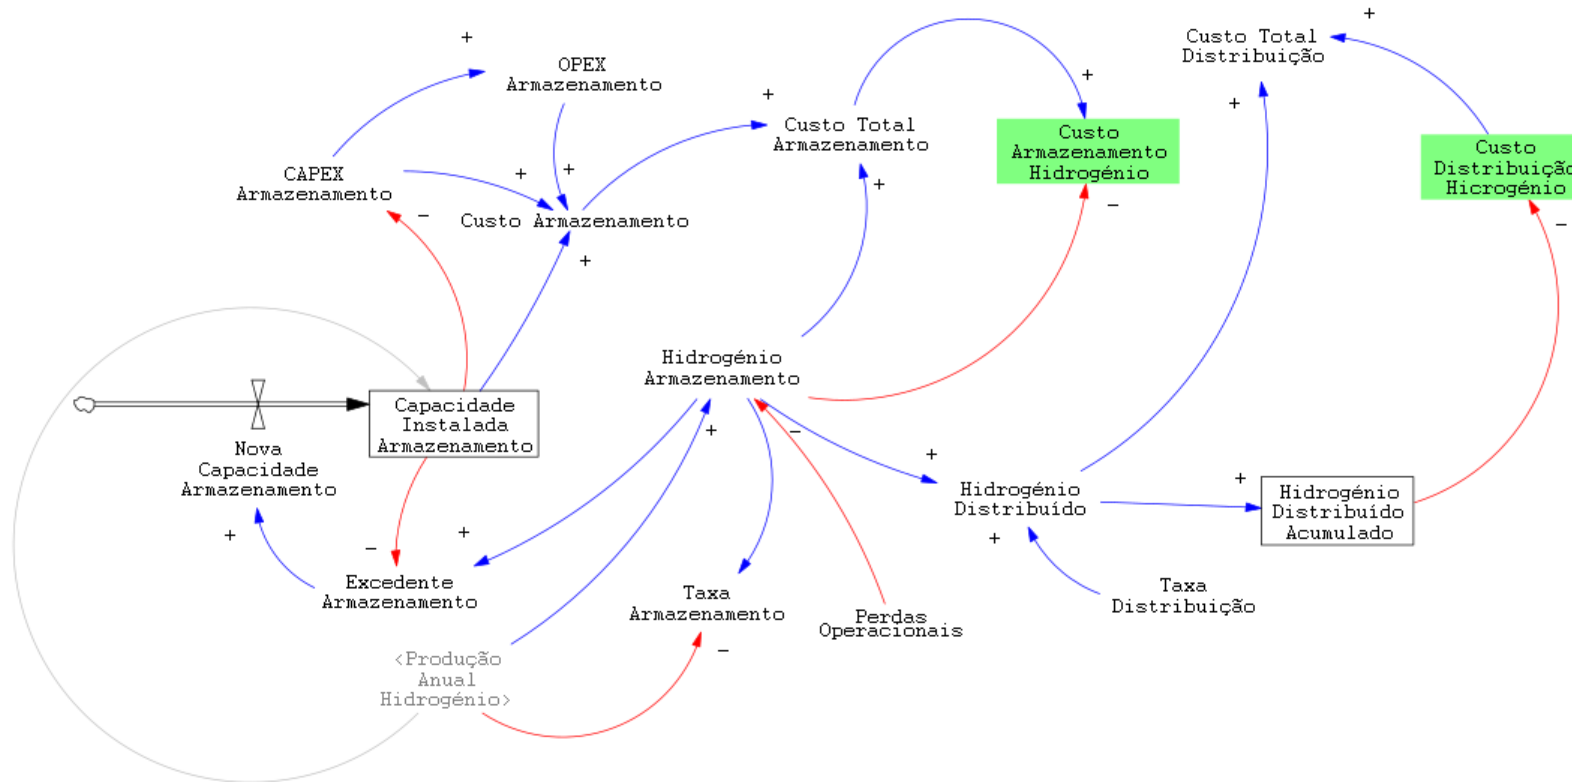 Custo Total
Distribuição
OPEX
Armazenamento
Custo Total
Armazenamento
Custo
Armazenamento
Hidrogénio
Custo
Distribuição
Hicrogénio
CAPEX
Armazenamento
Custo Armazenamento
Hidrogénio
Armazenamento
Capacidade
Instalada
Armazenamento
Nova
Capacidade
Armazenamento
Hidrogénio
Distribuído
Hidrogénio
Distribuído
Acumulado
Excedente
Armazenamento
Taxa
Armazenamento
Perdas
Operacionais
Taxa
Distribuição
<Produção
Anual
Hidrogénio>